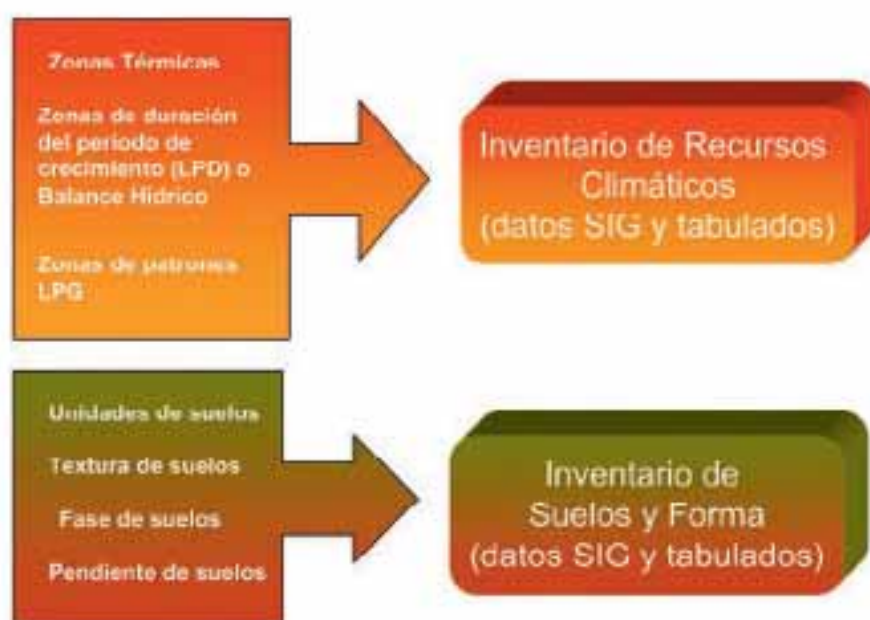 Zonas Térmicas
Zonas de duración
del periodo de
crecimiento (LPD) o
Balance Hídrico
Zonas de patrones
LPG
Inventario de Recursos
Climáticos
(datos SIG y tabulados)
Unidades de suelos
Textura de suelos
Fase de suelos
Pendiente de suelos
Inventario de
Suelos y Forma
(datos SIG y tabulados)